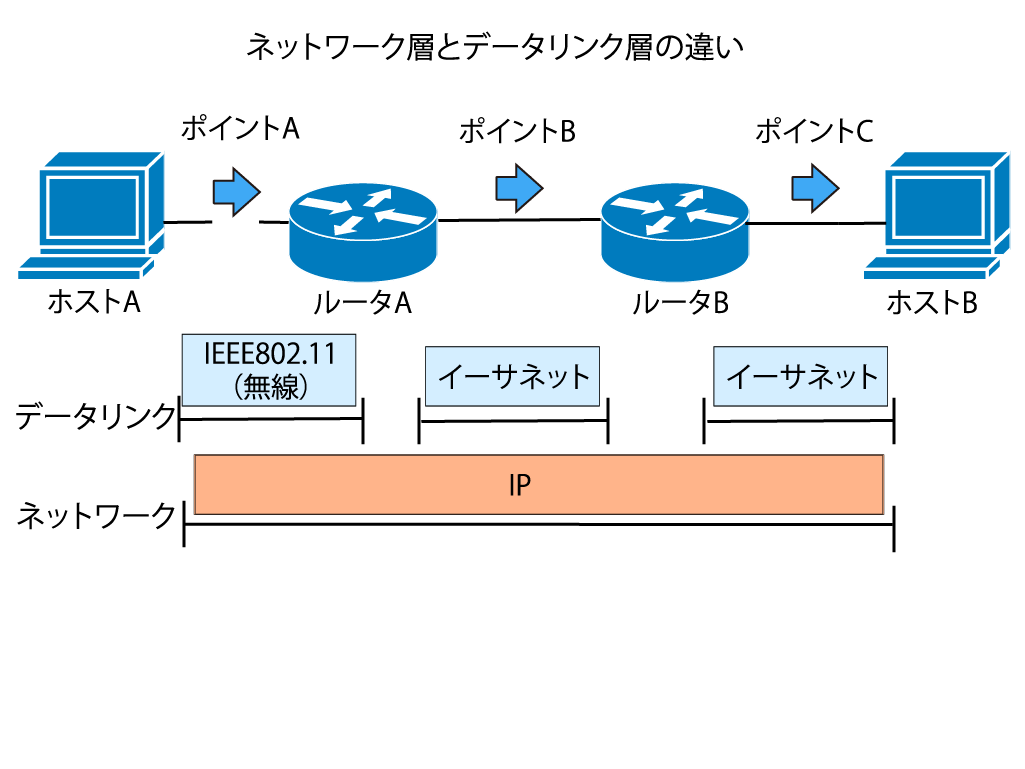 ネットワーク層とデータリンク層の違い
ポイントA
ポイントB
ポイントC
ホストA
ルータA
ルータB
ホストB
IEEE802.11
（無線）
イーサネット
イーサネット
データリンク
IP
ネットワーク